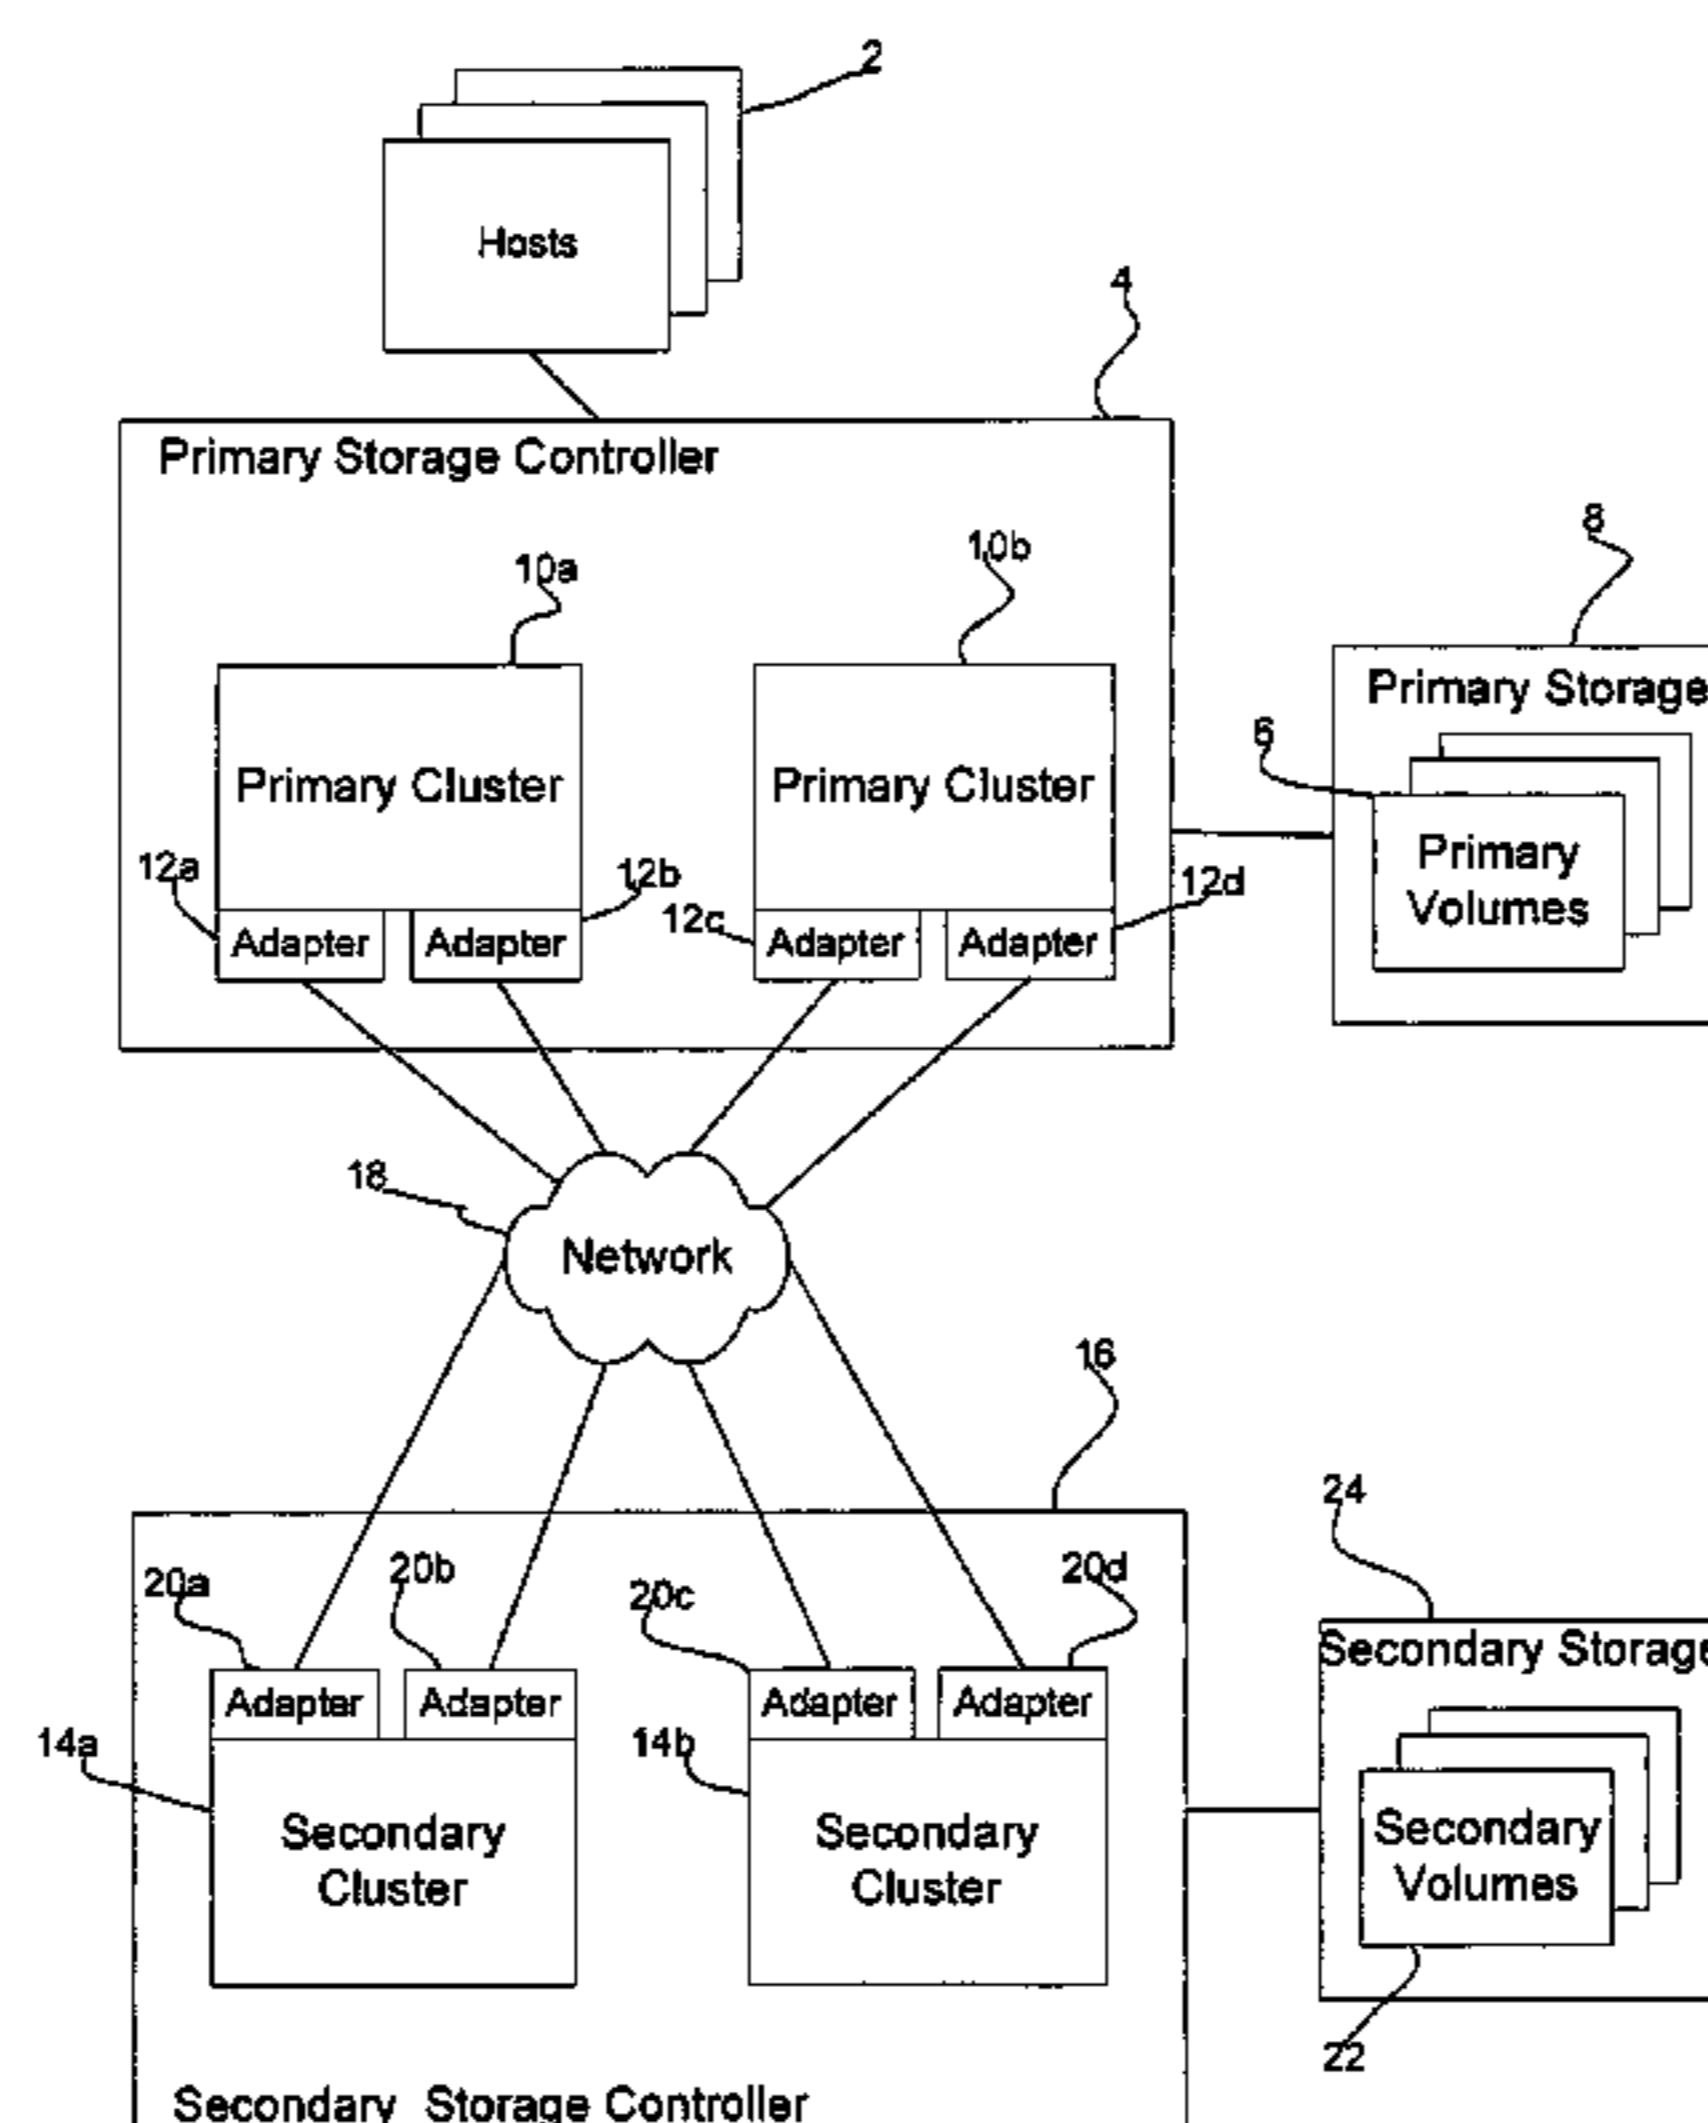 2
Hosts
4
Primary Storage Controller
8
10a
10b
Primary Storage
6
Primary Cluster
Primary Cluster
Primary
Volumes
12a
12b
12c
12d
Adapter
Adapter
Adapter
Adapter
18
Network
16
24
20a
20b
20c
20d
Secondary Storage
Adapter
Adapter
Adapter
Adapter
14a
14b
Secondary
Cluster
Secondary
Cluster
Secondary
Volumes
22
Secondary Storage Controller